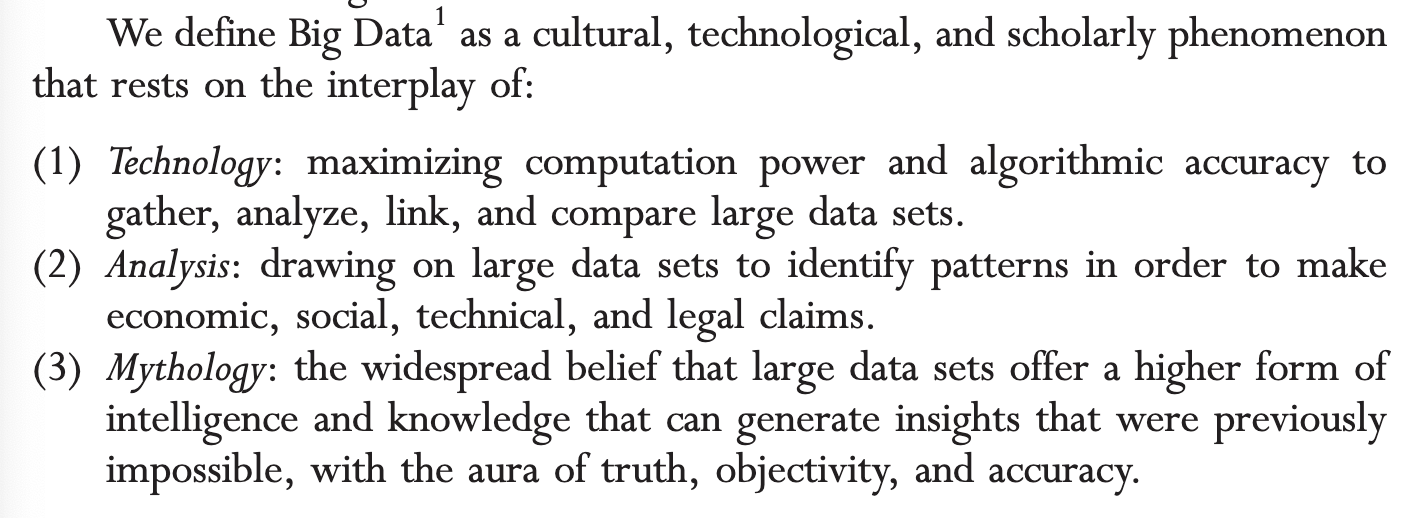 We define Big Data1 as a cultural, technological, and scholarly phenomenon
that rests on the interplay of:
(1) Technology: maximizing computation power and algorithmic accuracy to
gather, analyze, link, and compare large data sets.
(2) Analysis: drawing on large data sets to identify patterns in order to make
economic, social, technical, and legal claims.
(3) Mythology: the widespread belief that large data sets offer a higher form of
intelligence and knowledge that can generate insights that were previously
impossible, with the aura of truth, objectivity, and accuracy.